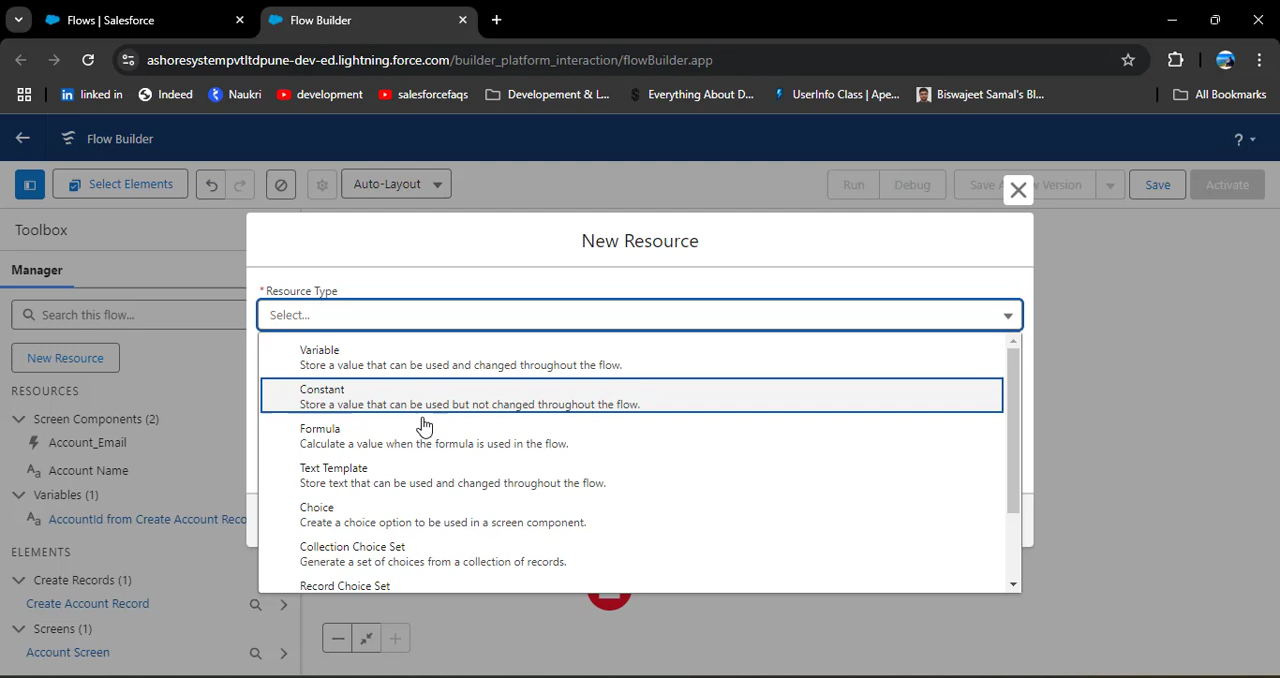 Flows | Salesforce
Flow Builder
ashoresystempvtltdpune-dev-ed.lightning.force.com/builder_platform_interaction/flowBuilder.app
linked in
Indeed
Naukri
development
salesforcefaqs
Developement & L...
Everything About D...
UserInfo Class | Ape...
Biswajeet Samal's Bl...
All Bookmarks
Flow Builder
?
Select Elements
Auto-Layout
Run
Debug
Save Version
Save
Activate
Toolbox
Manager
Search this flow...
New Resource
RESOURCES
Screen Components (2)
Account_Email
Aa Account Name
Variables (1)
Aa AccountId from Create Account Reco
ELEMENTS
Create Records (1)
Create Account Record
Screens (1)
Account Screen
New Resource
* Resource Type
Select...
Variable
Store a value that can be used and changed throughout the flow.
Constant
Store a value that can be used but not changed throughout the flow.
Formula
Calculate a value when the formula is used in the flow.
Text Template
Store text that can be used and changed throughout the flow.
Choice
Create a choice option to be used in a screen component.
Collection Choice Set
Generate a set of choices from a collection of records.
Record Choice Set